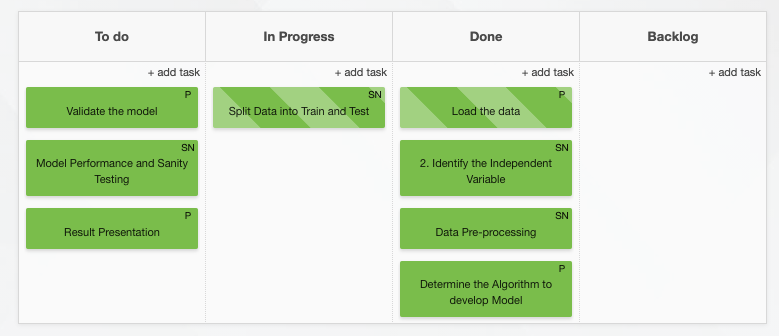 To do
In Progress
Done
Backlog
+ add task
+ add task
+ add task
+ add task
P
Validate the model
SN
Model Performance and Sanity
Testing
P
Result Presentation
SN
Split Data into Train and Test
P
Load the data
SN
2. Identify the Independent
Variable
SN
Data Pre-processing
P
Determine the Algorithm to
develop Model